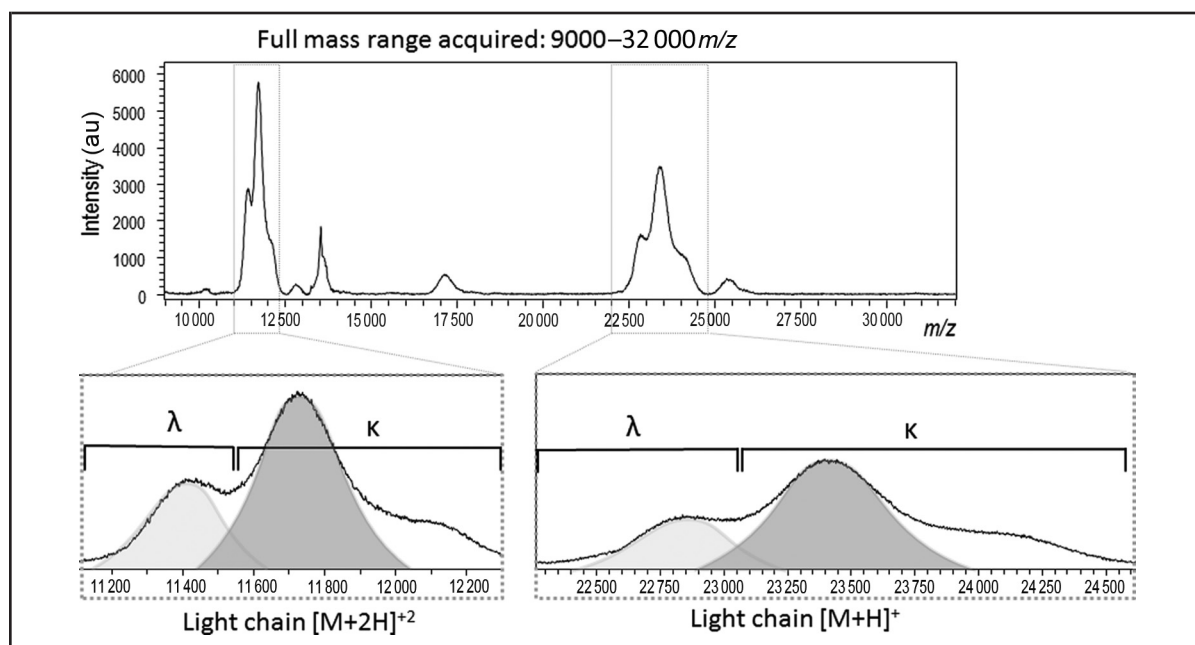 Full mass range acquired: 9000–32 000 m/z
Intensity (au)
6000
5000
4000
3000
2000
1000
0
10 000 12 500 15 000 17 500 20 000 22 500 25 000 27 500 30 000 m/z
λ κ
λ κ
11 200 11 400 11 600 11 800 12 000 12 200
Light chain [M+2H]+2
22 500 22 750 23 000 23 250 23 500 23 750 24 000 24 250 24 500
Light chain [M+H]+